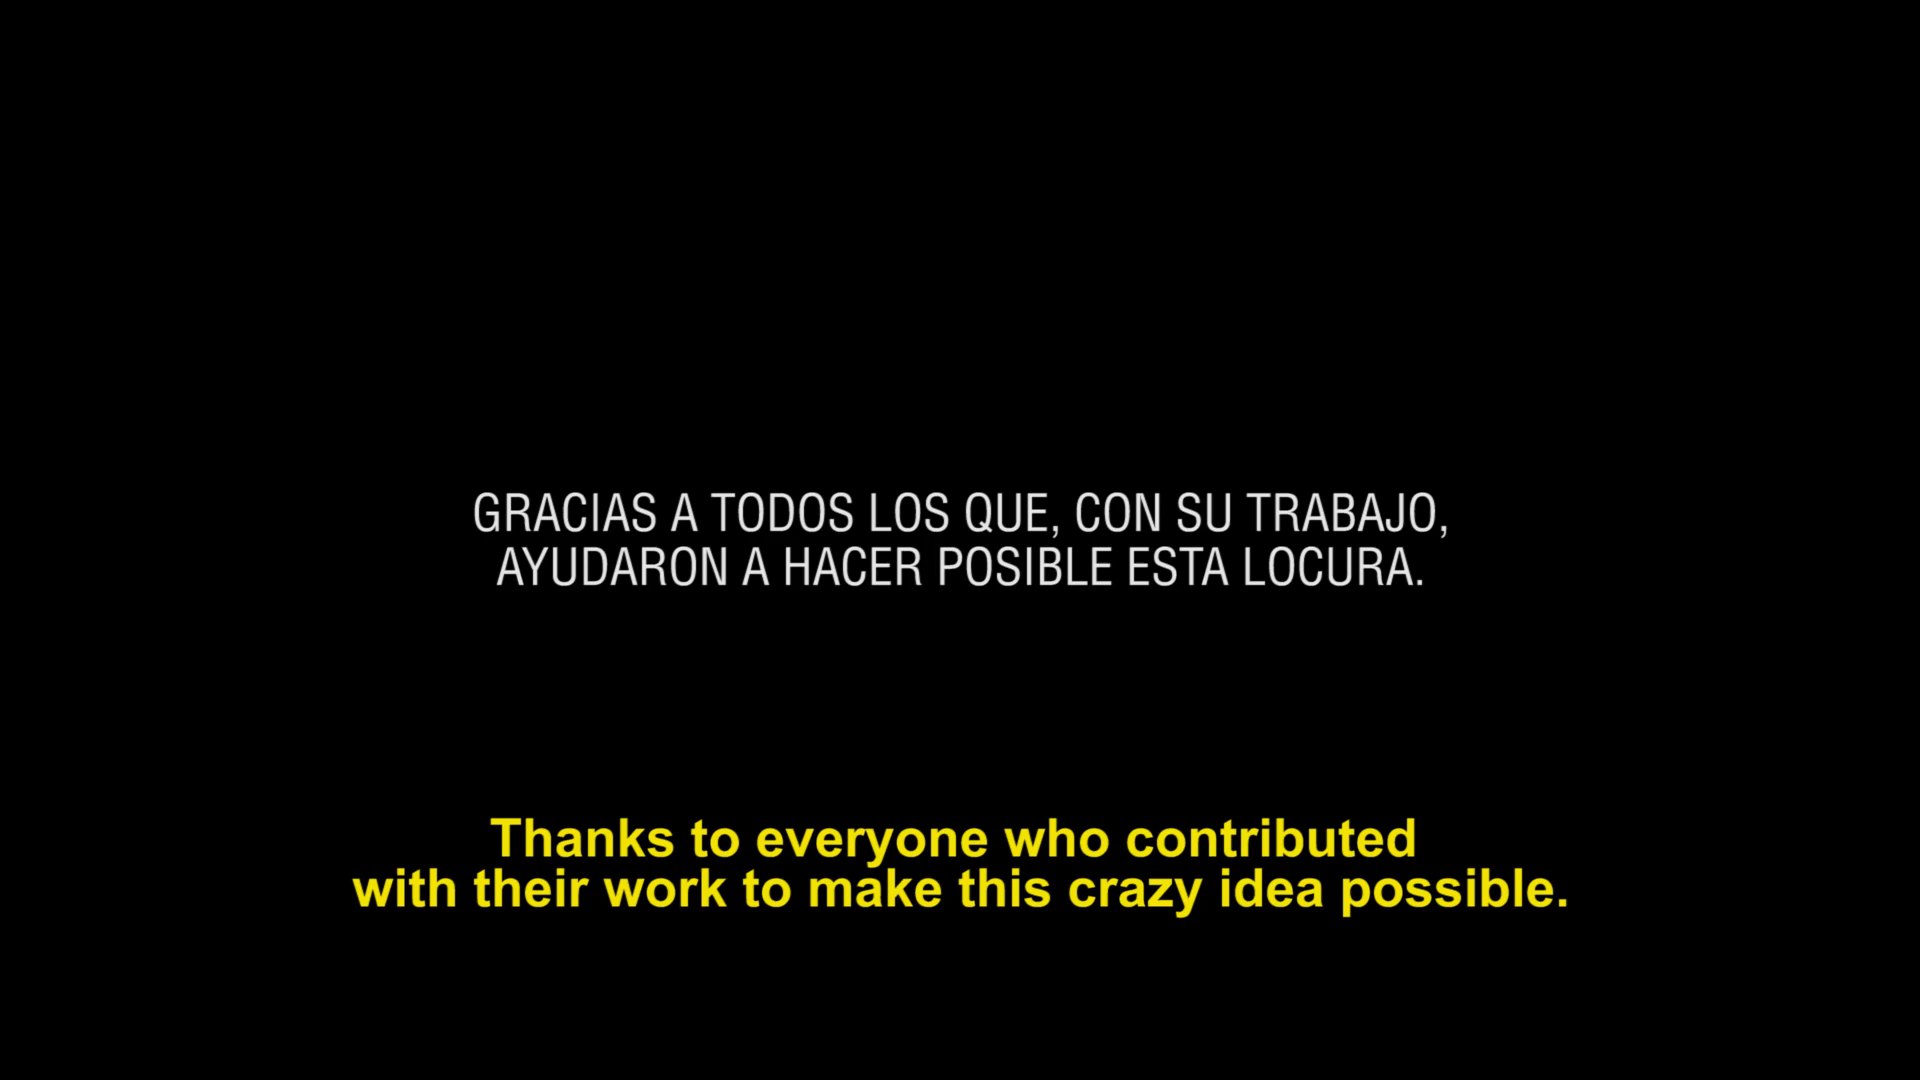 GRACIAS A TODOS LOS QUE, CON SU TRABAJO,
AYUDARON A HACER POSIBLE ESTA LOCURA.
Thanks to everyone who contributed
with their work to make this crazy idea possible.